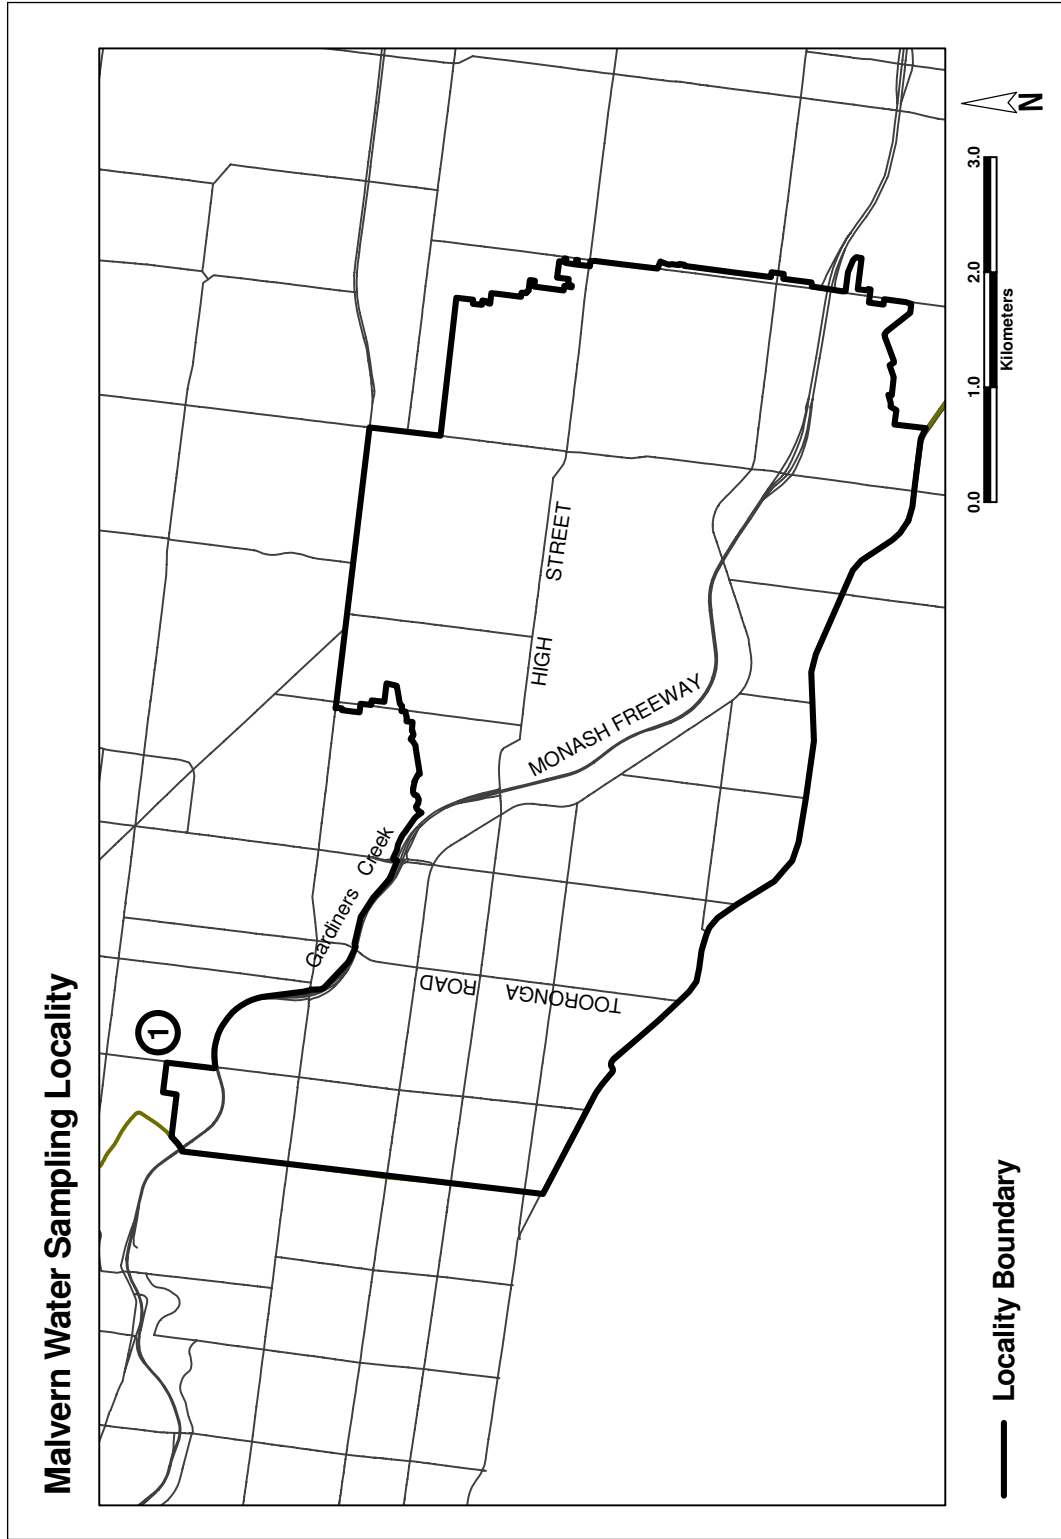 Malvern Water Sampling Locality
1
Gardiners Creek
HIGH STREET
MONASH FREEWAY
TOORONGA ROAD
Locality Boundary
0.0 1.0 2.0 3.0
Kilometers
N